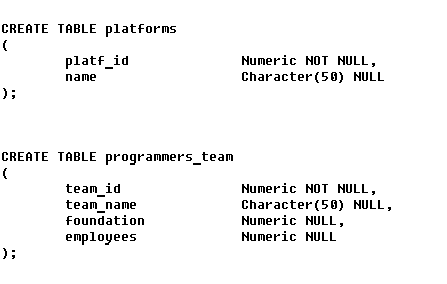 CREATE TABLE platforms
(
platf_id Numeric NOT NULL,
name Character(50) NULL
);
CREATE TABLE programmers_team
(
team_id Numeric NOT NULL,
team_name Character(50) NULL,
foundation Numeric NULL,
employees Numeric NULL
);